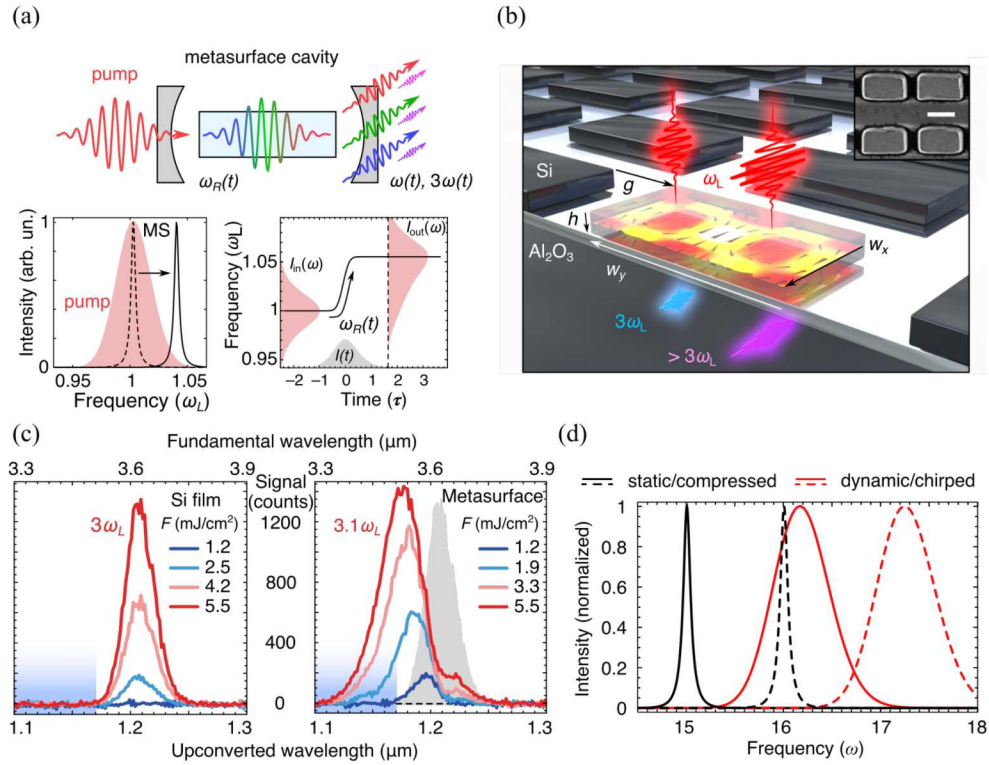 (a)
metasurface cavity
pump
ω_R(t)
ω(t), 3ω(t)
Intensity (arb. un.)
1
0
MS
pump
0.95
1
1.05
Frequency (ω_L)
Frequency (ω_L)
1.05
1
0.95
I_in(ω)
I_out(ω)
ω_R(t)
I(t)
−2
−1
0
1
2
3
Time (τ)
(b)
Si
Al₂O₃
g
h
ω_L
w_x
w_y
3ω_L
> 3ω_L
(c)
Fundamental wavelength (μm)
3.3
3.6
3.9
3.3
3.6
3.9
Signal
(counts)
1200
800
400
0
3ω_L
Si film
F (mJ/cm²)
1.2
2.5
4.2
5.5
3.1ω_L
Metasurface
F (mJ/cm²)
1.2
1.9
3.3
5.5
1.1
1.2
1.3
1.1
1.2
1.3
Upconverted wavelength (μm)
(d)
static/compressed
dynamic/chirped
Intensity (normalized)
1
0.8
0.6
0.4
0.2
0
15
16
17
18
Frequency (ω)